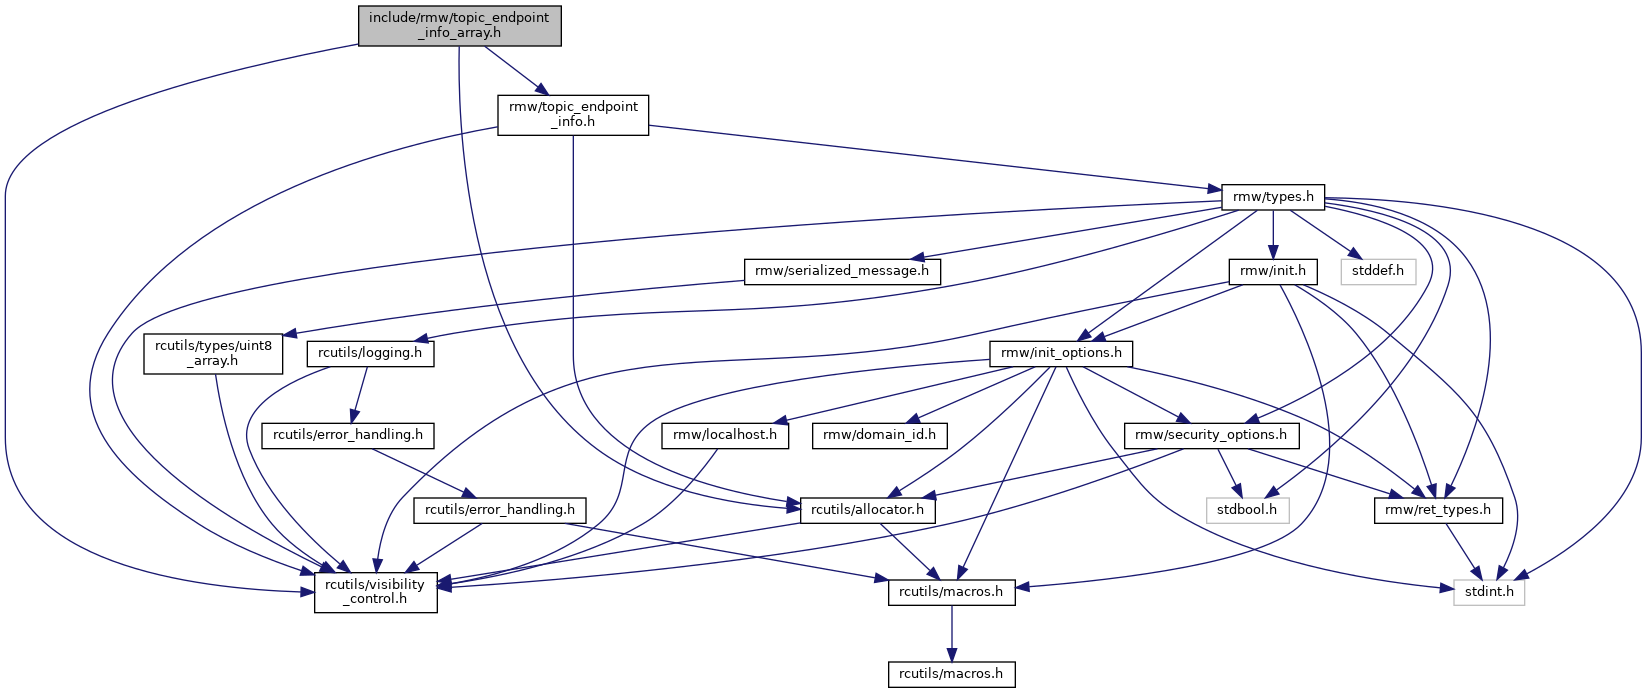 include/rmw/topic_endpoint
_info_array.h
rmw/topic_endpoint
_info.h
rmw/types.h
rmw/serialized_message.h
rmw/init.h
stddef.h
rcutils/types/uint8
_array.h
rcutils/logging.h
rmw/init_options.h
rcutils/error_handling.h
rmw/localhost.h
rmw/domain_id.h
rmw/security_options.h
rcutils/error_handling.h
rcutils/allocator.h
stdbool.h
rmw/ret_types.h
rcutils/visibility
_control.h
rcutils/macros.h
stdint.h
rcutils/macros.h